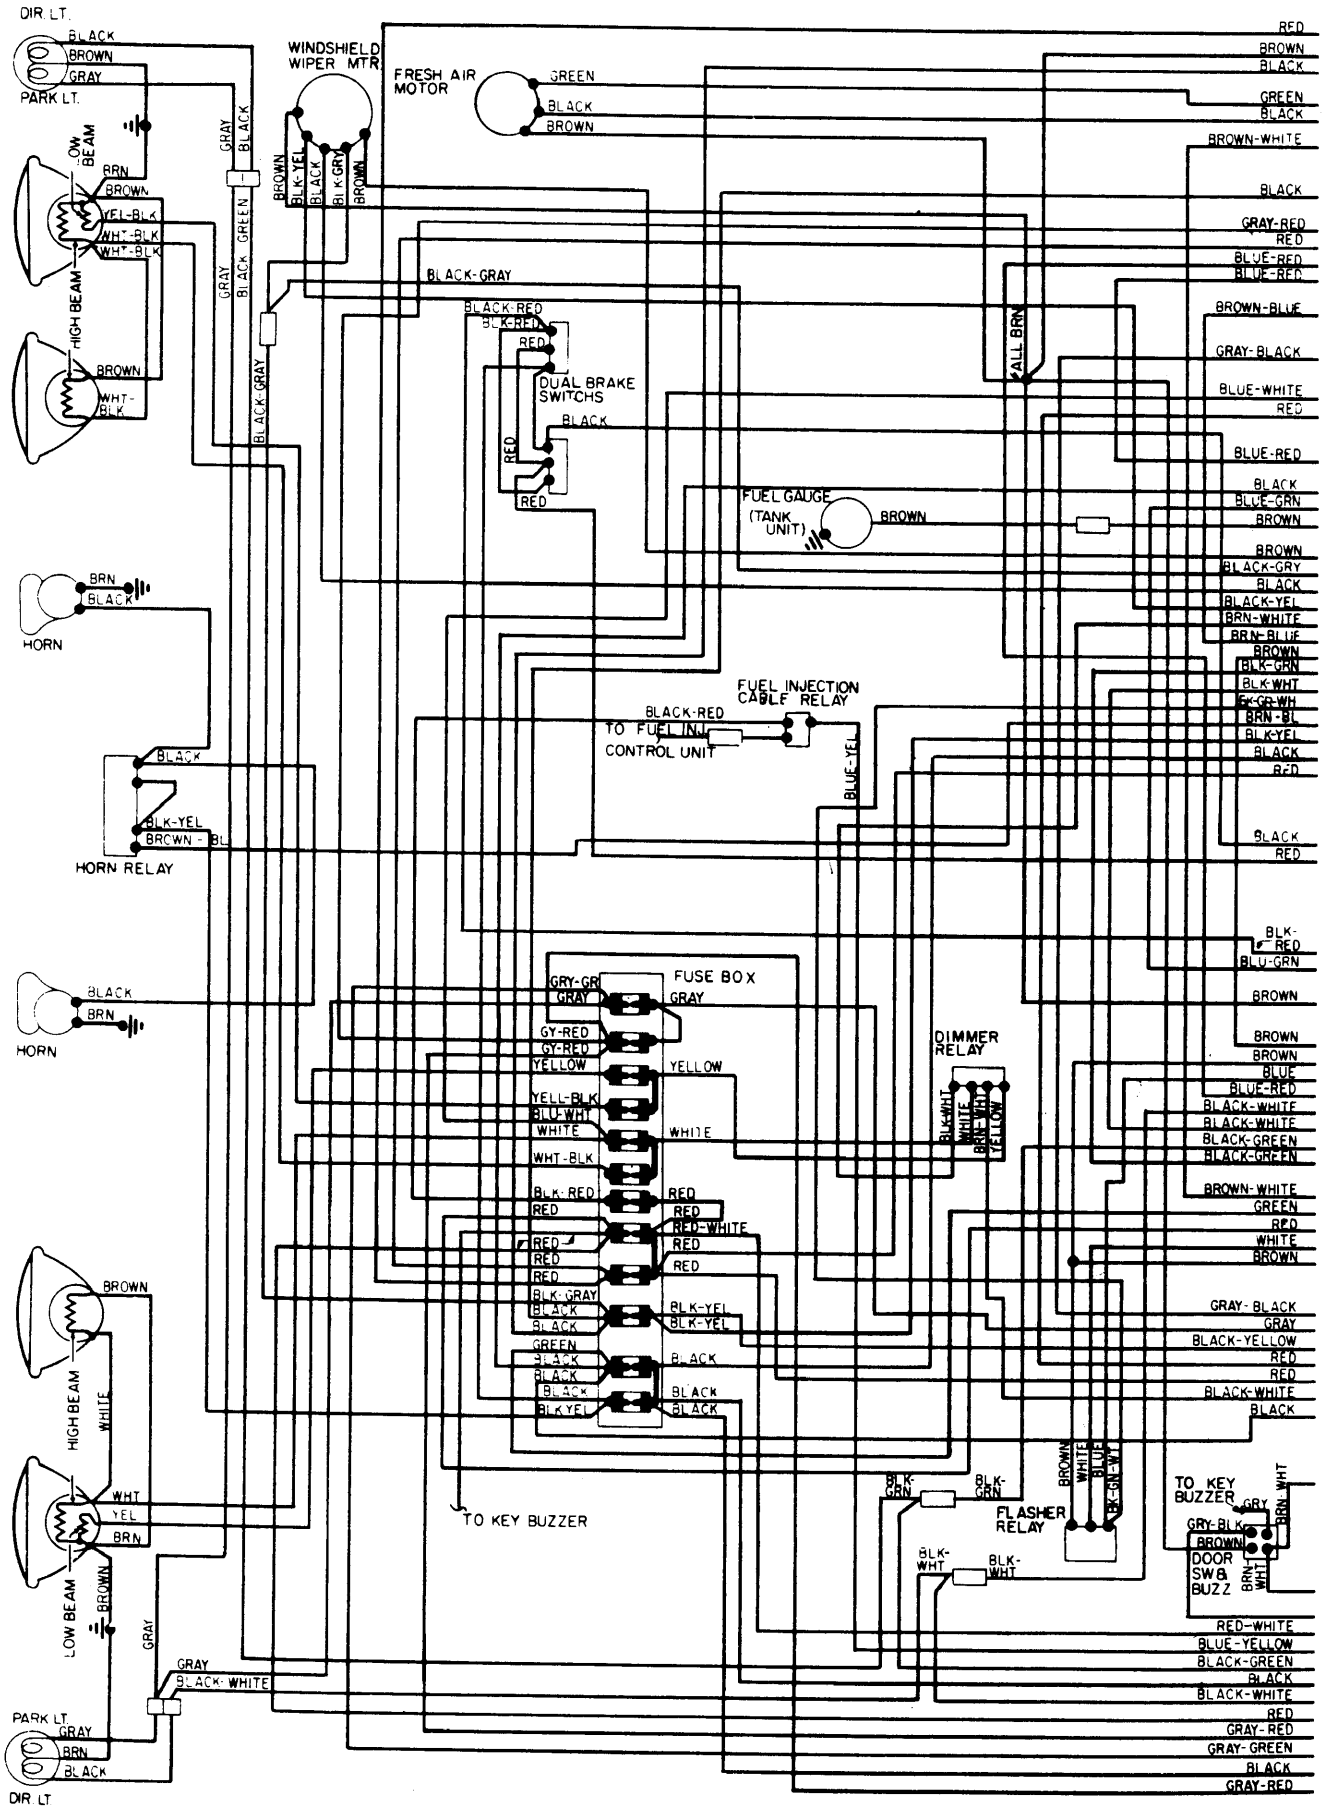 DIR. LT.
BLACK
BROWN
GRAY
PARK LT.
WINDSHIELD
WIPER MTR.
FRESH AIR
MOTOR
GREEN
BLACK
BROWN
RED
BROWN
BLACK
GREEN
BLACK
BROWN-WHITE
BLACK
GRAY-RED
RED
BLUE-RED
BLUE-RED
BROWN-BLUE
GRAY-BLACK
BLUE-WHITE
RED
BLUE-RED
BLACK
BLUE-GRN
BROWN
BROWN
BLACK-GRY
BLACK
BLACK-YEL
BRN-WHITE
BRN-BLUE
BROWN
BLK-GRN
BLK-WHT
BK-GR-WH
BRN-BL
BLK-YEL
BLACK
RED
BLACK
RED
BLK-
RED
BLU-GRN
BROWN
BROWN
BROWN
BLUE
BLUE-RED
BLACK-WHITE
BLACK-WHITE
BLACK-GREEN
BLACK-GREEN
BROWN-WHITE
GREEN
RED
WHITE
BROWN
GRAY-BLACK
GRAY
BLACK-YELLOW
RED
RED
BLACK-WHITE
BLACK
GRAY
BLACK
LOW
BEAM
BRN
BROWN
YEL-BLK
WHT-BLK
WHT-BLK
HIGH BEAM
BROWN
WHT-
BLK
GRAY
BLACK GREEN
BROWN
BLK-YEL
BLACK
BLK-GRY
BROWN
BLACK-GRAY
BLACK-GRAY
BLACK-RED
BLK-RED
RED
DUAL BRAKE
SWITCHS
BLACK
RED
RED
ALL BRN
FUEL GAUGE
(TANK
UNIT)
BROWN
BRN
BLACK
HORN
FUEL INJECTION
CABLE RELAY
BLACK-RED
TO FUEL INJ.
CONTROL UNIT
BLUE-YEL
BLACK
BLK-YEL
BROWN - BL
HORN RELAY
BLACK
BRN
HORN
FUSE BOX
GRY-GR
GRAY
GRAY
GY-RED
GY-RED
YELLOW
YELLOW
YELL-BLK
BLU-WHT
WHITE
WHITE
WHT-BLK
BLK-RED
RED
RED
RED
RED-WHITE
RED
RED
RED
RED
RED
BLK-GRAY
BLACK
BLK-YEL
BLACK
BLK-YEL
GREEN
BLACK
BLACK
BLACK
BLACK
BLACK
BLKYEL
BLACK
DIMMER
RELAY
BLK-WHT
WHITE
BRN-WHT
YELLOW
BROWN
HIGH BEAM
WHITE
WHT
YEL
BRN
LOW BEAM
BROWN
GRAY
TO KEY BUZZER
BLK-
GRN
BLK-
GRN
BROWN
WHITE
BLUE
BK-GN-WT
FLASHER
RELAY
BLK-
WHT
BLK-
WHT
TO KEY
BUZZER
GRY
BRN WHT
GRY-BLK
BROWN
DOOR
SW&
BUZZ
BRN-
WHT
RED-WHITE
BLUE-YELLOW
BLACK-GREEN
BLACK
BLACK-WHITE
RED
GRAY-RED
GRAY-GREEN
BLACK
GRAY-RED
GRAY
BLACK-WHITE
PARK LT.
GRAY
BRN
BLACK
DIR. LT.